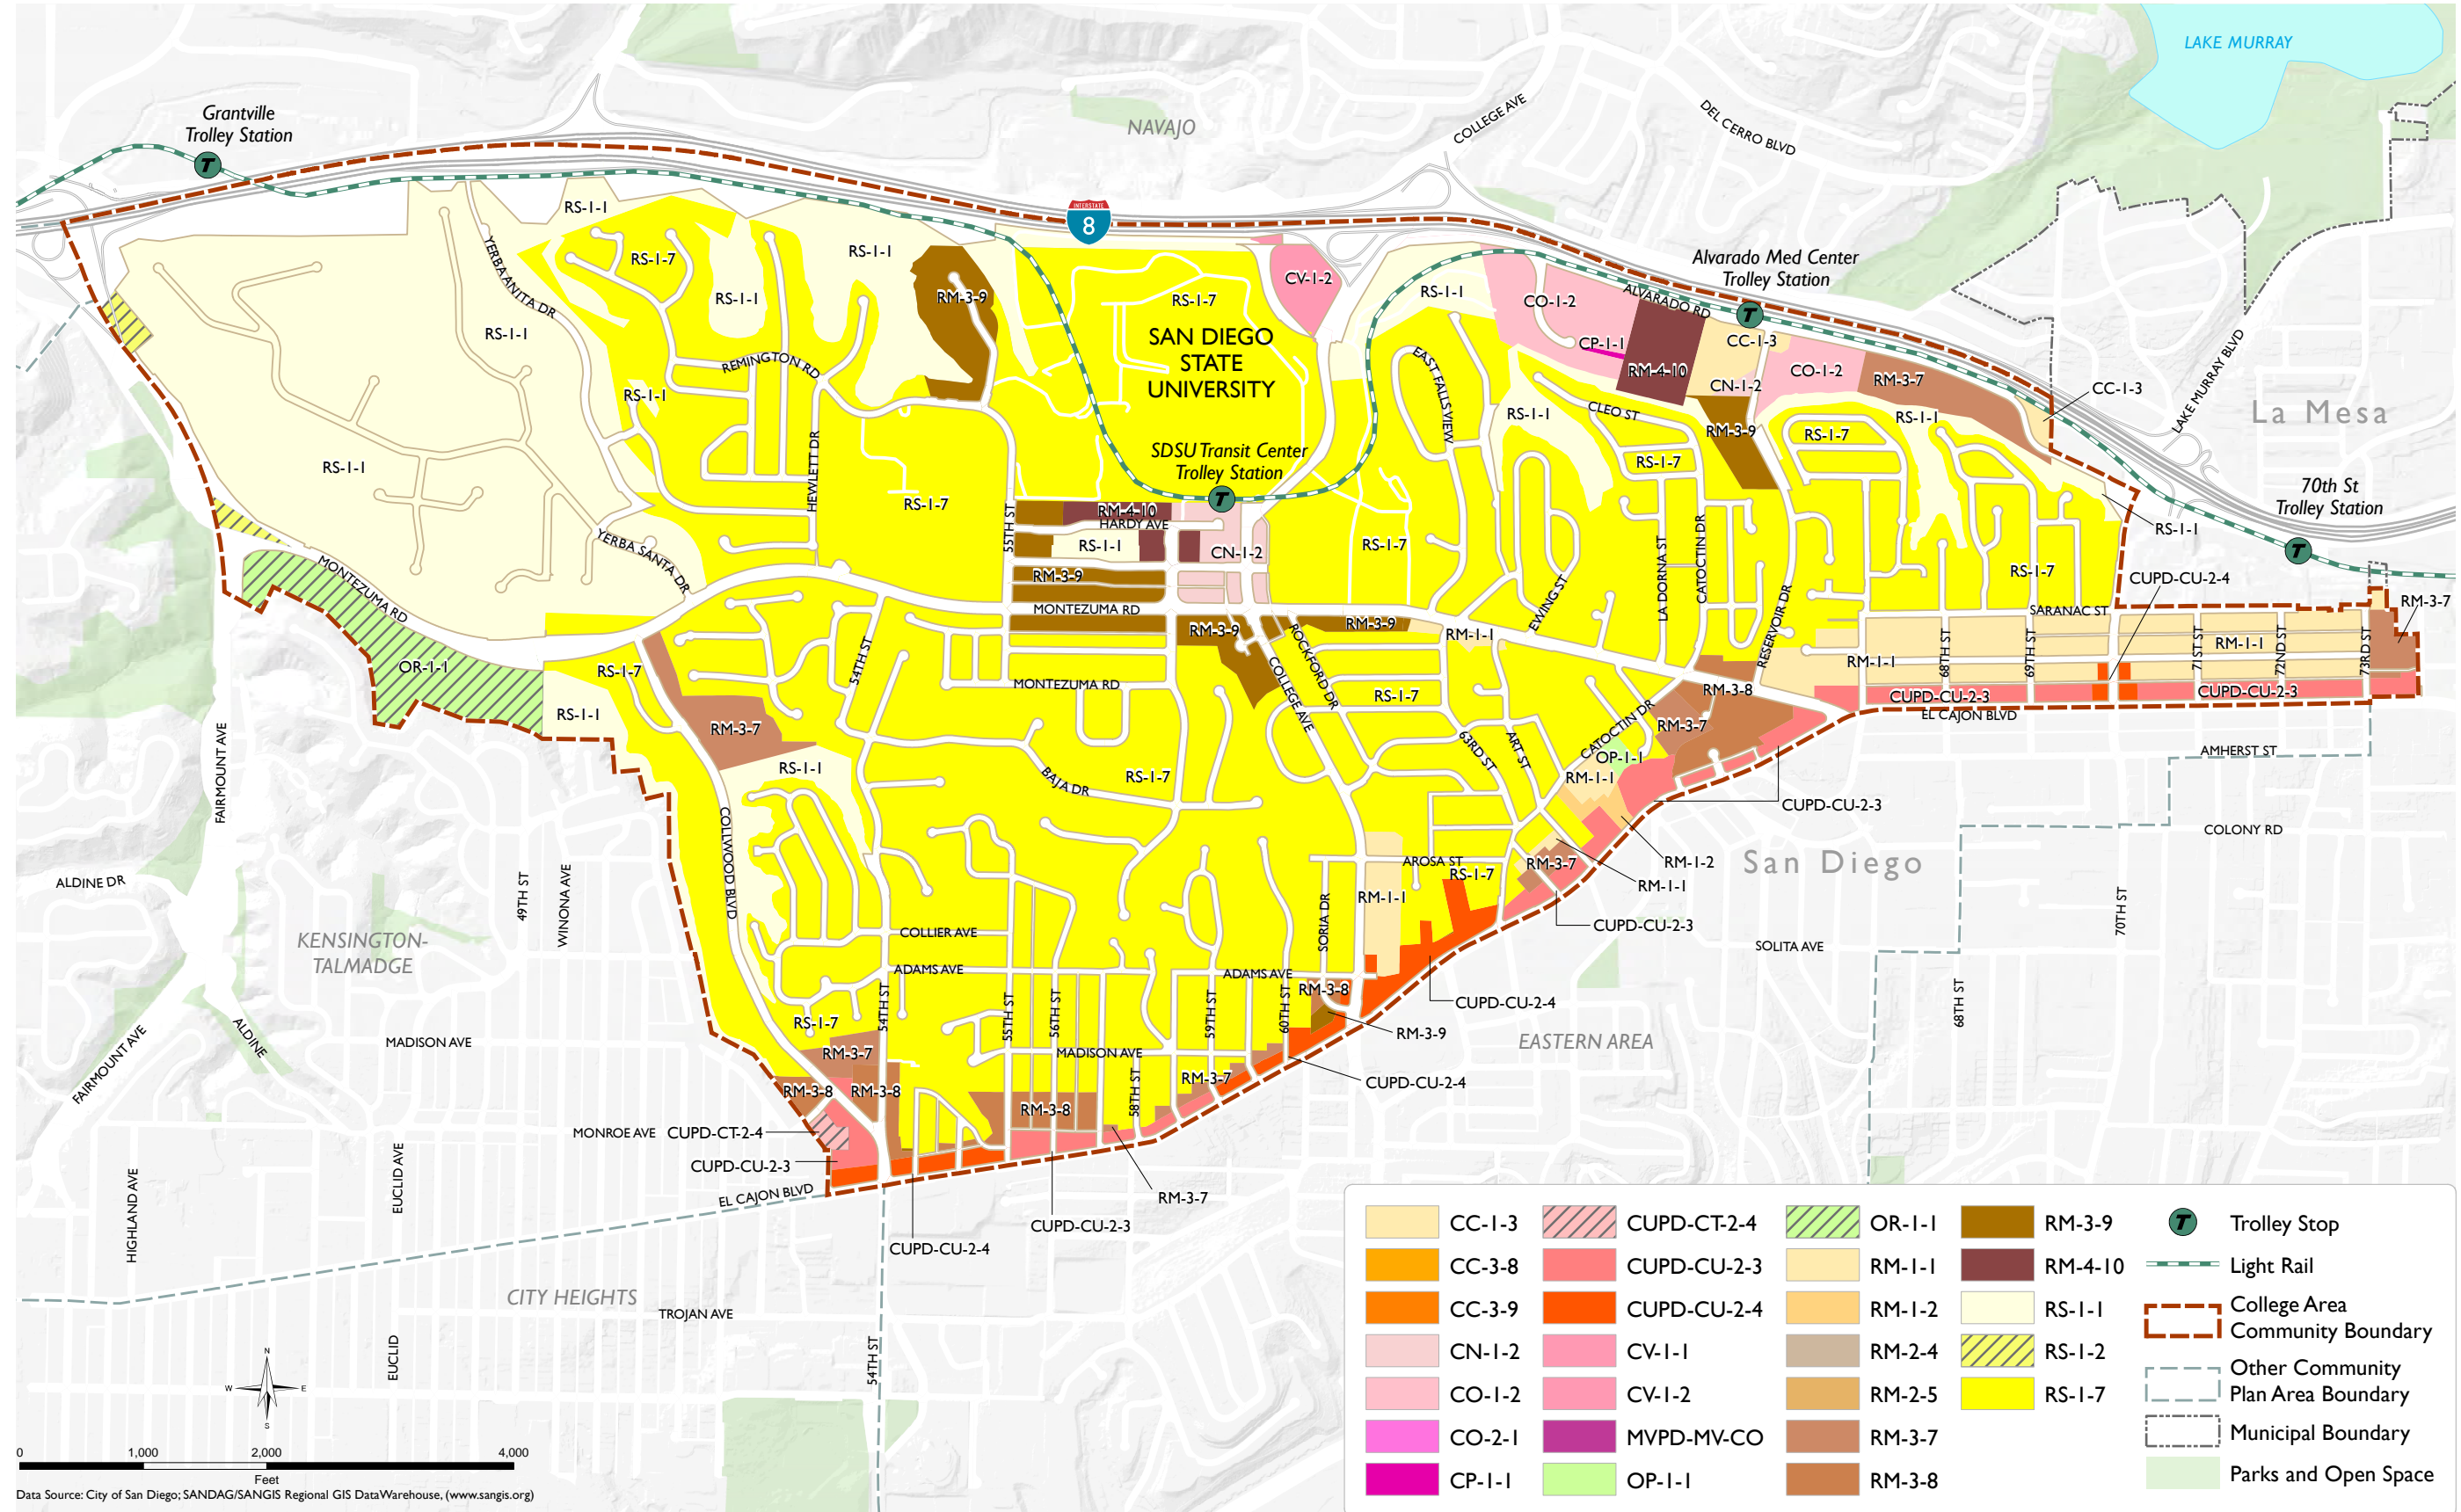 LAKE MURRAY
Grantville
Trolley Station
NAVAJO
COLLEGE AVE
DEL CERRO BLVD
INTERSTATE
8
RS-1-1
YERBA ANITA DR
RS-1-7
RS-1-1
RS-1-1
RM-3-9
RS-1-7
CV-1-2
RS-1-1
CO-1-2
Alvarado Med Center
Trolley Station
ALVARADO RD
T
T
T
T
CP-1-1
RM-4-10
CC-1-3
CN-1-2
CO-1-2
RM-3-7
CC-1-3
LAKE MURRAY BLVD
La Mesa
RS-1-1
SAN DIEGO
STATE
UNIVERSITY
REMINGTON RD
RS-1-1
EAST FALLS VIEW
RS-1-1
CLEO ST
RM-3-9
RS-1-7
RS-1-1
RS-1-7
RS-1-1
HEWLETT DR
RS-1-7
SDSU Transit Center
Trolley Station
70th St
Trolley Station
RS-1-1
55TH ST
RM-4-10
HARDY AVE
RS-1-1
CN-1-2
RS-1-7
RM-3-9
MONTEZUMA RD
YERBA SANTA DR
MONTEZUMA RD
EWING ST
LA DORNA ST
CATOCTIN DR
RESERVOIR DR
RS-1-7
CUPD-CU-2-4
SARANAC ST
RM-3-7
OR-1-1
RS-1-7
RS-1-1
54TH ST
RM-3-9
ROCKFORD DR
COLLEGE AVE
RM-3-9
RM-1-1
RM-1-1
68TH ST
69TH ST
71ST ST
RM-1-1
72ND ST
73RD ST
MONTEZUMA RD
RS-1-7
RM-3-8
CUPD-CU-2-3
CUPD-CU-2-3
EL CAJON BLVD
RM-3-7
RM-3-7
CATOCTIN DR
63RD ST
ART ST
OP-1-1
RM-1-1
AMHERST ST
FAIRMOUNT AVE
RS-1-1
BAJA DR
RS-1-7
CUPD-CU-2-3
COLONY RD
COLLWOOD BLVD
RM-1-2
RM-1-1
San Diego
AROSA ST
RS-1-7
RM-3-7
RM-1-1
CUPD-CU-2-3
ALDINE DR
49TH ST
WINONA AVE
SORIA DR
70TH ST
KENSINGTON-
TALMADGE
COLLIER AVE
SOLITA AVE
ADAMS AVE
ADAMS AVE
RM-3-8
CUPD-CU-2-4
68TH ST
54TH ST
55TH ST
56TH ST
59TH ST
60TH ST
RS-1-7
RM-3-9
EASTERN AREA
FAIRMOUNT AVE
ALDINE
MADISON AVE
RM-3-7
MADISON AVE
CUPD-CU-2-4
RM-3-8
RM-3-8
RM-3-8
58TH ST
RM-3-7
MONROE AVE
CUPD-CT-2-4
CUPD-CU-2-3
EL CAJON BLVD
RM-3-7
CUPD-CU-2-3
CUPD-CU-2-4
HIGHLAND AVE
EUCLID AVE
CITY HEIGHTS
TROJAN AVE
EUCLID
54TH ST
N
W
E
S
0
1,000
2,000
4,000
Feet
Data Source: City of San Diego; SANDAG/SANGIS Regional GIS DataWarehouse, (www.sangis.org)
CC-1-3
CC-3-8
CC-3-9
CN-1-2
CO-1-2
CO-2-1
CP-1-1
CUPD-CT-2-4
CUPD-CU-2-3
CUPD-CU-2-4
CV-1-1
CV-1-2
MVPD-MV-CO
OP-1-1
OR-1-1
RM-1-1
RM-1-2
RM-2-4
RM-2-5
RM-3-7
RM-3-8
RM-3-9
RM-4-10
RS-1-1
RS-1-2
RS-1-7
T
Trolley Stop
Light Rail
College Area
Community Boundary
Other Community
Plan Area Boundary
Municipal Boundary
Parks and Open Space